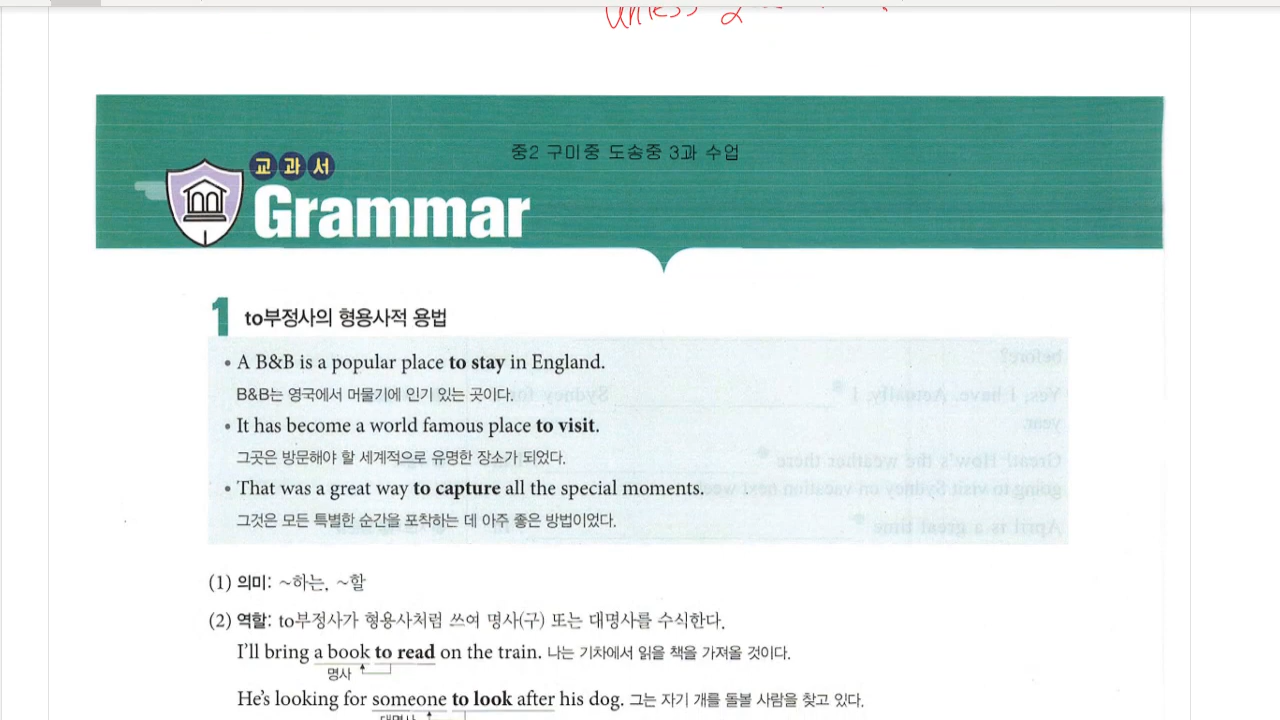 unless
중2 구미중 도송중 3과 수업
교과서
Grammar
1 to부정사의 형용사적 용법
• A B&B is a popular place to stay in England.
B&B는 영국에서 머물기에 인기 있는 곳이다.
• It has become a world famous place to visit.
그곳은 방문해야 할 세계적으로 유명한 장소가 되었다.
• That was a great way to capture all the special moments.
그것은 모든 특별한 순간을 포착하는 데 아주 좋은 방법이었다.
(1) 의미: ~하는, ~할
(2) 역할: to부정사가 형용사처럼 쓰여 명사(구) 또는 대명사를 수식한다.
I'll bring a book to read on the train. 나는 기차에서 읽을 책을 가져올 것이다.
명사
He's looking for someone to look after his dog. 그는 자기 개를 돌볼 사람을 찾고 있다.
대명사